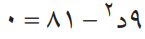 ٩د^٢ − ٨١ = ٠